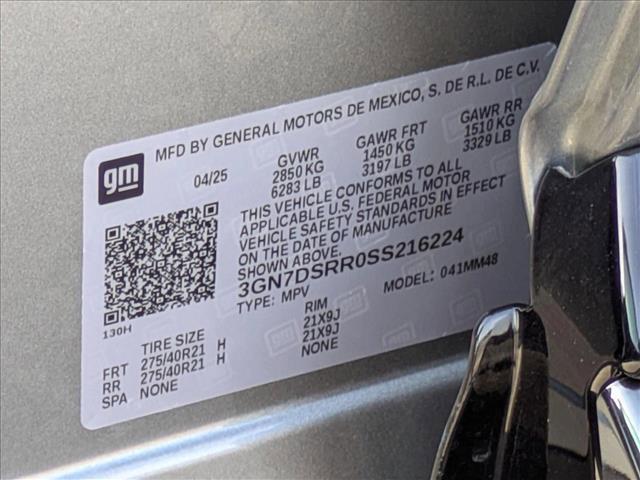 gm
MFD BY GENERAL MOTORS DE MEXICO, S. DE R.L. DE C.V.
04/25 GVWR GAWR FRT GAWR RR
2850 KG 1450 KG 1510 KG
6283 LB 3197 LB 3329 LB
THIS VEHICLE CONFORMS TO ALL
APPLICABLE U.S. FEDERAL MOTOR
VEHICLE SAFETY STANDARDS IN EFFECT
ON THE DATE OF MANUFACTURE
SHOWN ABOVE.
3GN7DSRR0SS216224
TYPE: MPV MODEL: 041MM48
130H
TIRE SIZE RIM
FRT 275/40R21 H 21X9J
RR 275/40R21 H 21X9J
SPA NONE NONE